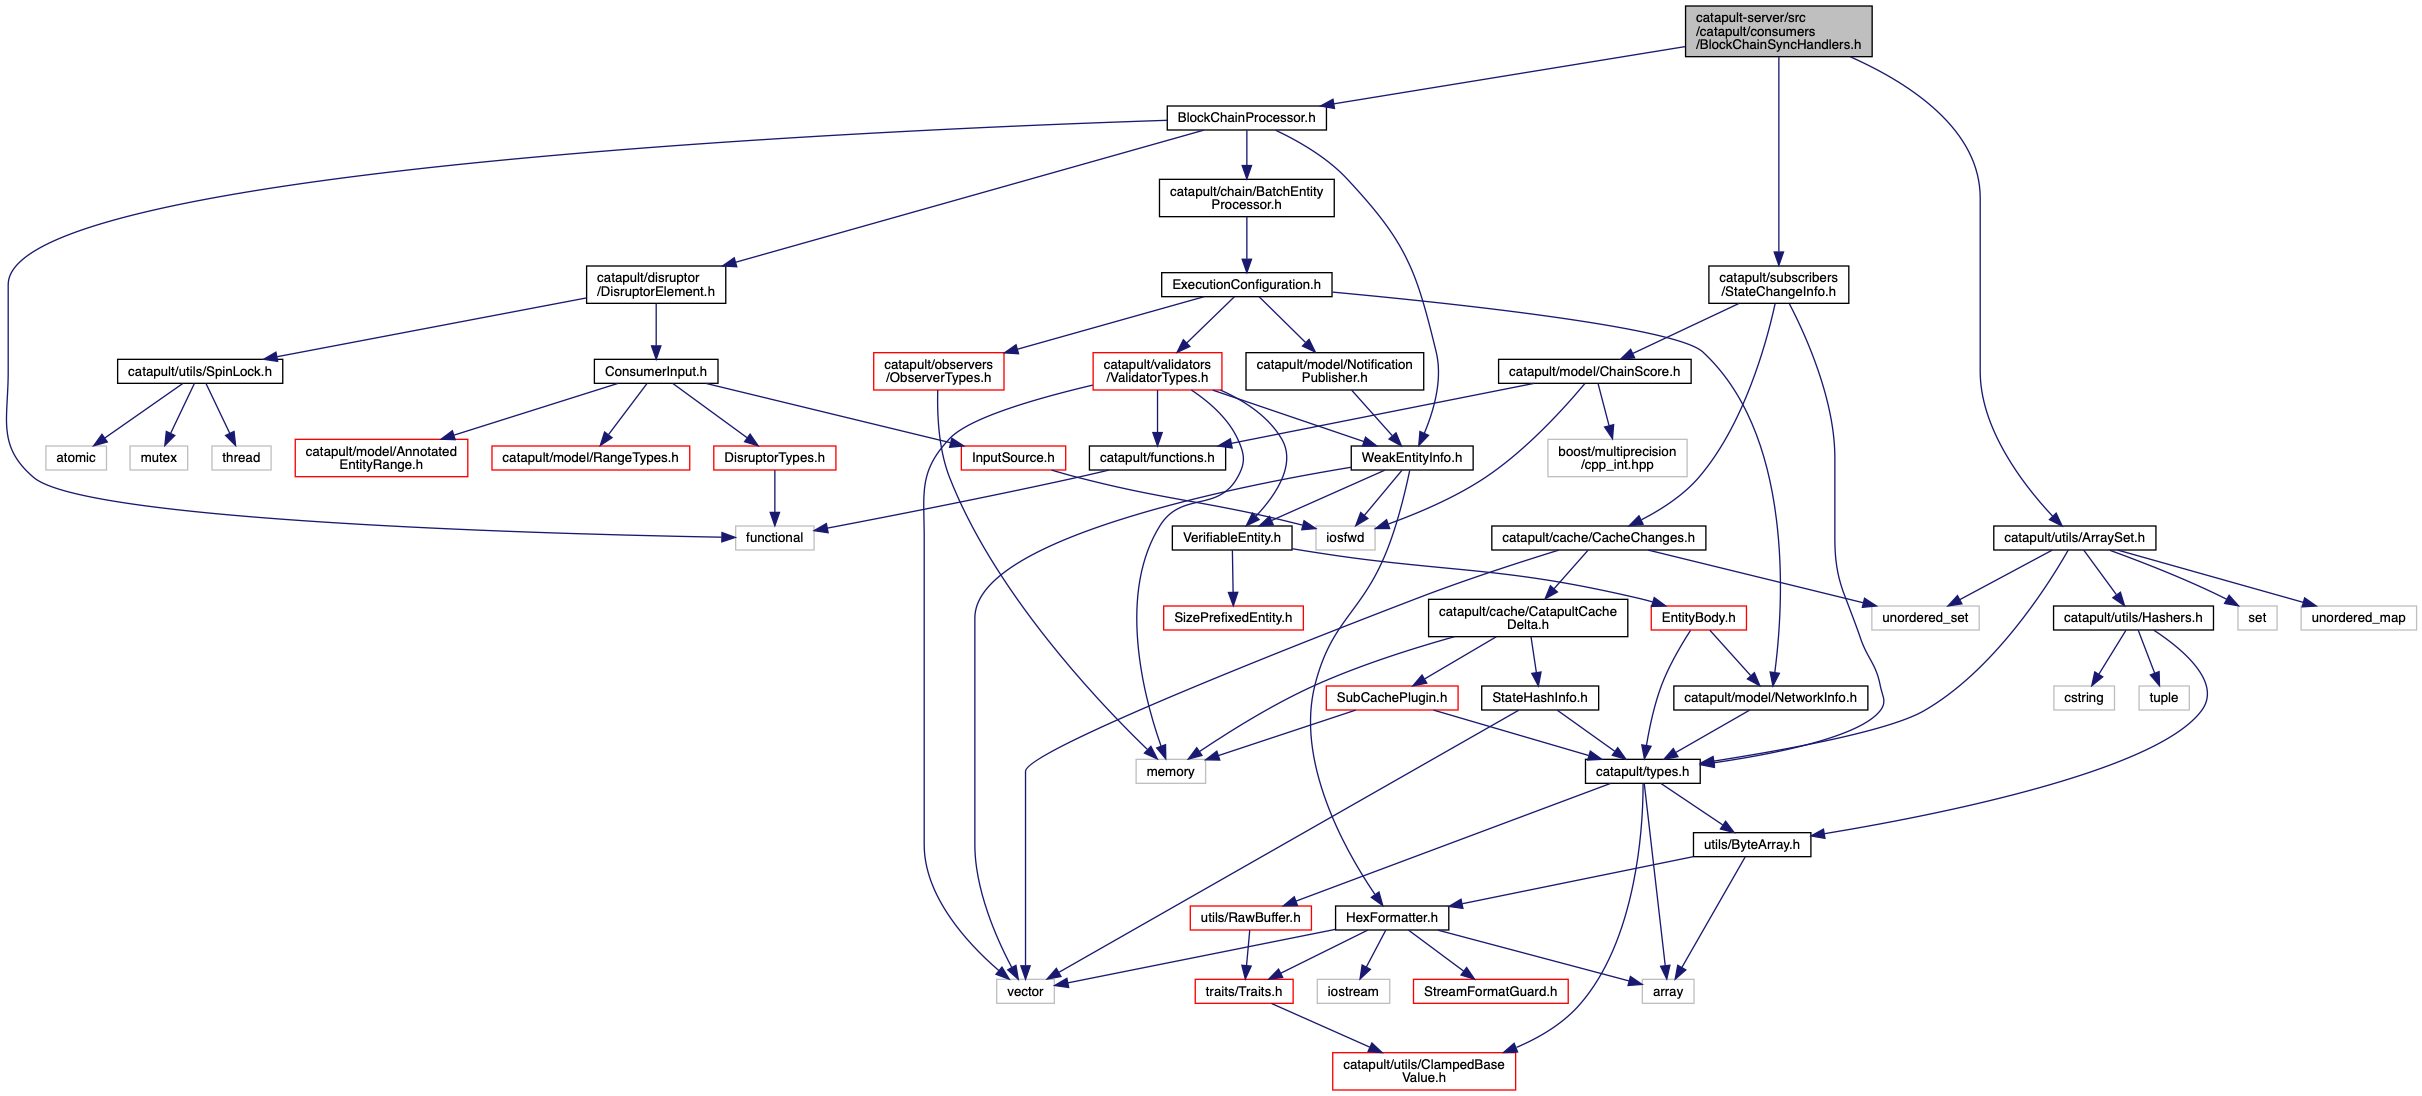 catapult-server/src
/catapult/consumers
/BlockChainSyncHandlers.h
BlockChainProcessor.h
catapult/chain/BatchEntity
Processor.h
catapult/disruptor
/DisruptorElement.h
ExecutionConfiguration.h
catapult/subscribers
/StateChangeInfo.h
catapult/utils/SpinLock.h
ConsumerInput.h
catapult/observers
/ObserverTypes.h
catapult/validators
/ValidatorTypes.h
catapult/model/Notification
Publisher.h
catapult/model/ChainScore.h
atomic
mutex
thread
catapult/model/Annotated
EntityRange.h
catapult/model/RangeTypes.h
DisruptorTypes.h
InputSource.h
catapult/functions.h
WeakEntityInfo.h
boost/multiprecision
/cpp_int.hpp
functional
VerifiableEntity.h
iosfwd
catapult/cache/CacheChanges.h
catapult/utils/ArraySet.h
SizePrefixedEntity.h
catapult/cache/CatapultCache
Delta.h
EntityBody.h
unordered_set
catapult/utils/Hashers.h
set
unordered_map
SubCachePlugin.h
StateHashInfo.h
catapult/model/NetworkInfo.h
cstring
tuple
memory
catapult/types.h
utils/ByteArray.h
utils/RawBuffer.h
HexFormatter.h
vector
traits/Traits.h
iostream
StreamFormatGuard.h
array
catapult/utils/ClampedBase
Value.h